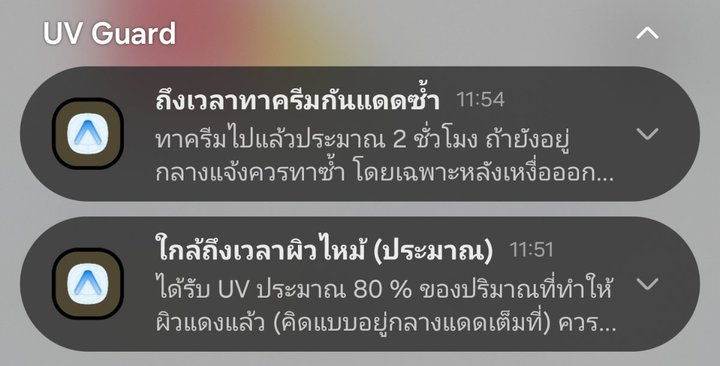 UV Guard
ถึงเวลาทาครีมกันแดดซ้ำ 11:54
ทาครีมไปแล้วประมาณ 2 ชั่วโมง ถ้ายังอยู่
กลางแจ้งควรทาซ้ำ โดยเฉพาะหลังเหงื่อออก...
ใกล้ถึงเวลาผิวไหม้ (ประมาณ) 11:51
ได้รับ UV ประมาณ 80 % ของปริมาณที่ทำให้
ผิวแดงแล้ว (คิดแบบอยู่กลางแดดเต็มที่) ควร...